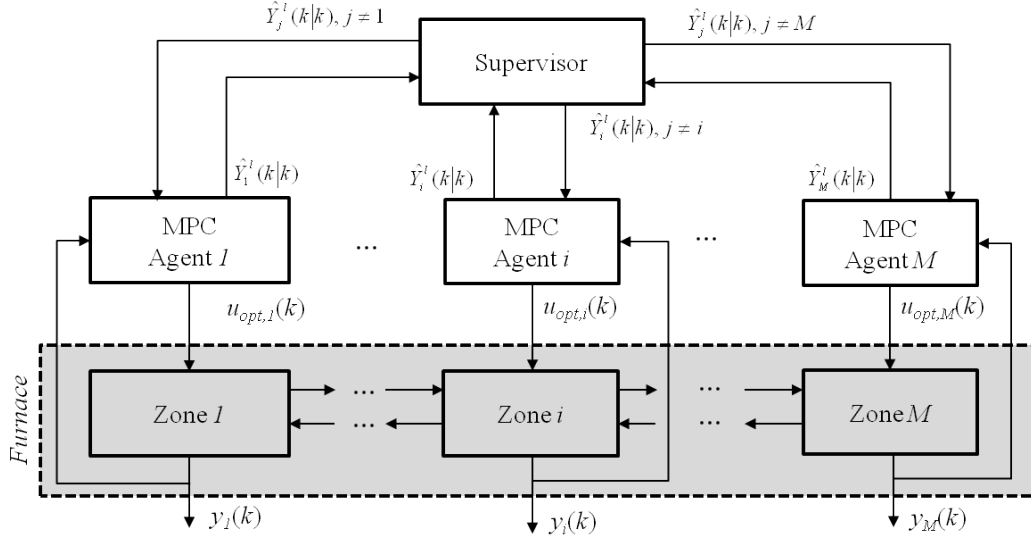 Ŷ_j^l(k|k), j ≠ 1
Ŷ_j^l(k|k), j ≠ M
Supervisor
Ŷ_i^l(k|k), j ≠ i
Ŷ_1^l(k|k)
Ŷ_i^l(k|k)
Ŷ_M^l(k|k)
MPC
Agent 1
...
MPC
Agent i
...
MPC
Agent M
u_opt,1(k)
u_opt,i(k)
u_opt,M(k)
Furnace
Zone 1
...
...
Zone i
...
...
Zone M
y_1(k)
y_i(k)
y_M(k)